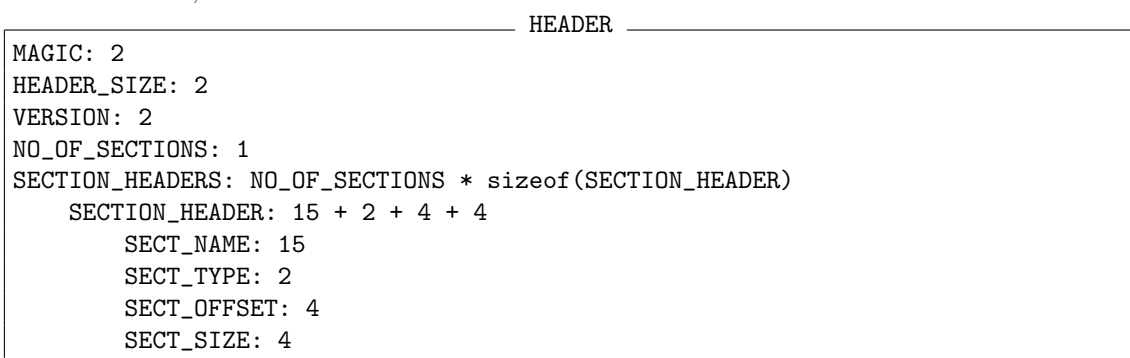 HEADER
MAGIC: 2
HEADER_SIZE: 2
VERSION: 2
NO_OF_SECTIONS: 1
SECTION_HEADERS: NO_OF_SECTIONS * sizeof(SECTION_HEADER)
    SECTION_HEADER: 15 + 2 + 4 + 4
        SECT_NAME: 15
        SECT_TYPE: 2
        SECT_OFFSET: 4
        SECT_SIZE: 4